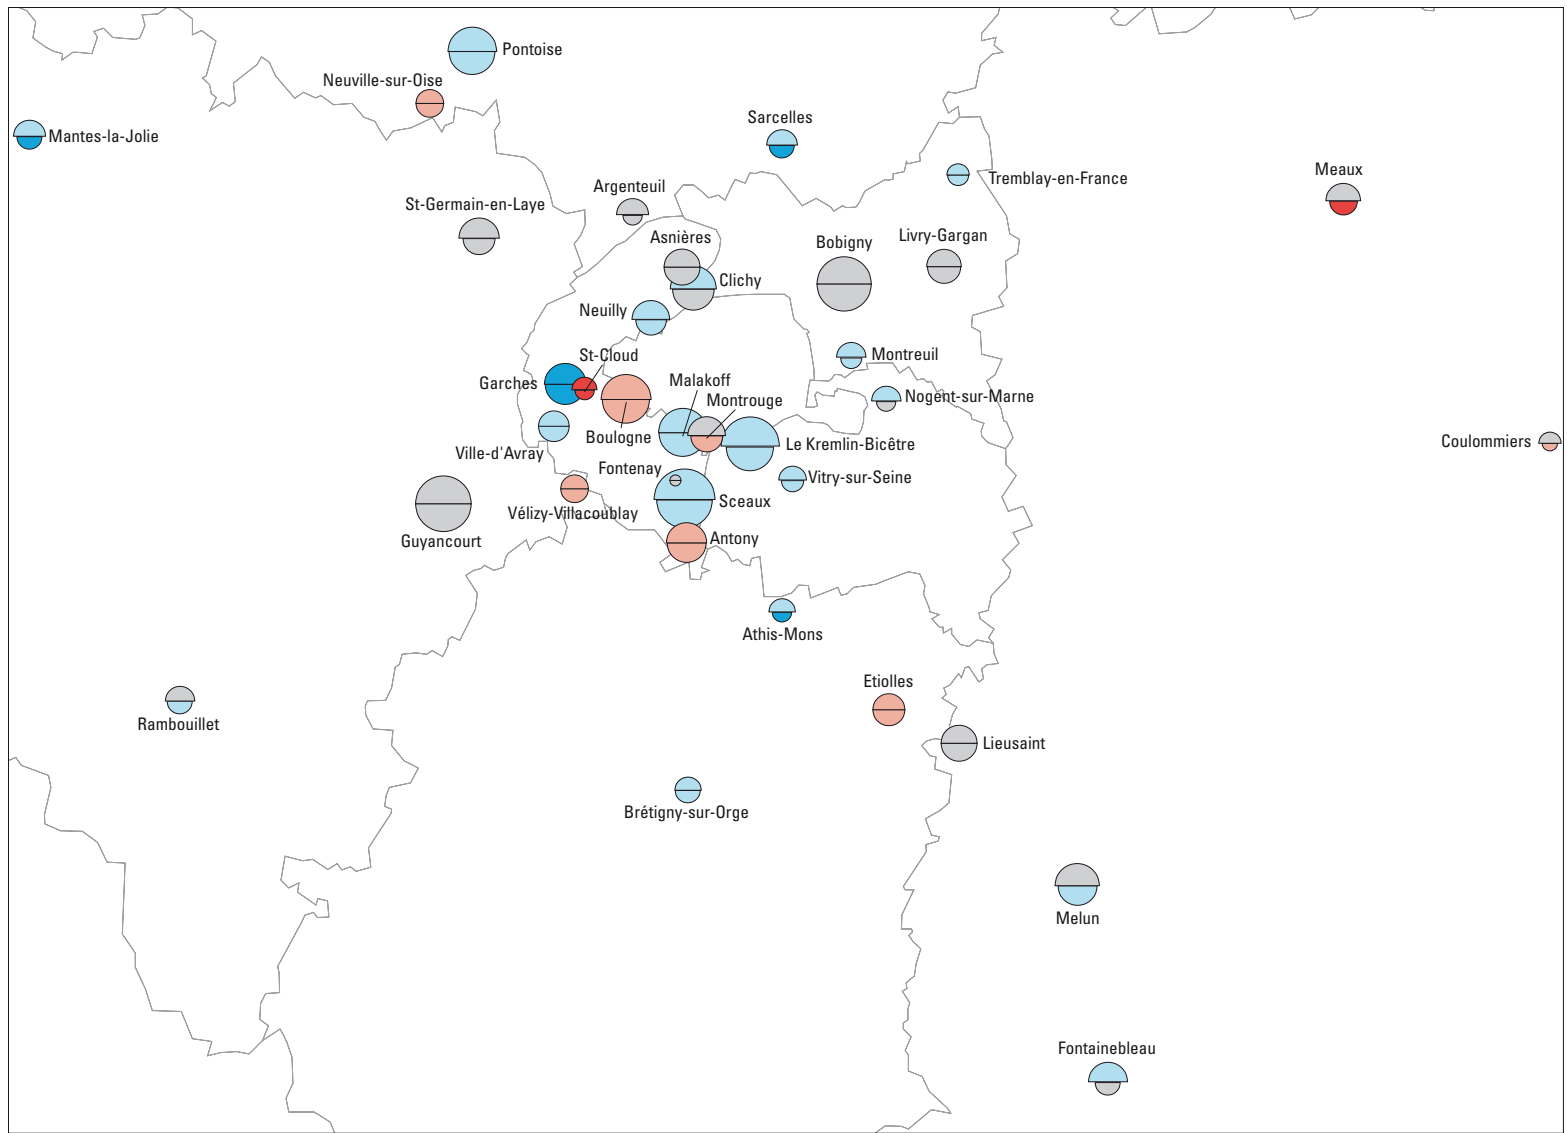 Pontoise
Neuville-sur-Oise
Mantes-la-Jolie
Sarcelles
Tremblay-en-France
Meaux
Argenteuil
St-Germain-en-Laye
Asnières
Bobigny
Livry-Gargan
Clichy
Neuilly
St-Cloud
Montreuil
Garches
Malakoff
Montrouge
Nogent-sur-Marne
Boulogne
Le Kremlin-Bicêtre
Coulommiers
Ville-d'Avray
Fontenay
Vitry-sur-Seine
Sceaux
Vélizy-Villacoublay
Guyancourt
Antony
Athis-Mons
Etiolles
Rambouillet
Lieusaint
Brétigny-sur-Orge
Melun
Fontainebleau